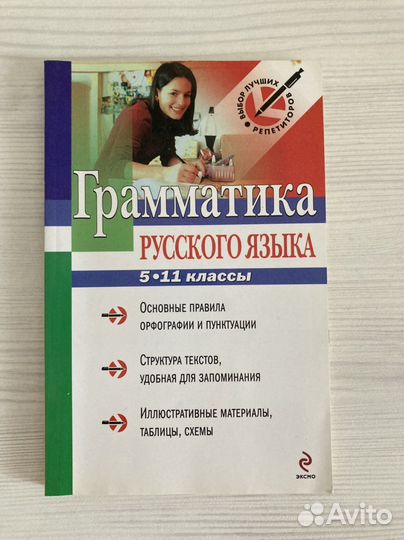 ВЫБОР ЛУЧШИХ
РЕПЕТИТОРОВ
Грамматика
РУССКОГО ЯЗЫКА
5•11 КЛАССЫ
ОСНОВНЫЕ ПРАВИЛА
ОРФОГРАФИИ И ПУНКТУАЦИИ
СТРУКТУРА ТЕКСТОВ,
УДОБНАЯ ДЛЯ ЗАПОМИНАНИЯ
ИЛЛЮСТРАТИВНЫЕ МАТЕРИАЛЫ,
ТАБЛИЦЫ, СХЕМЫ
ЭКСМО
Avito